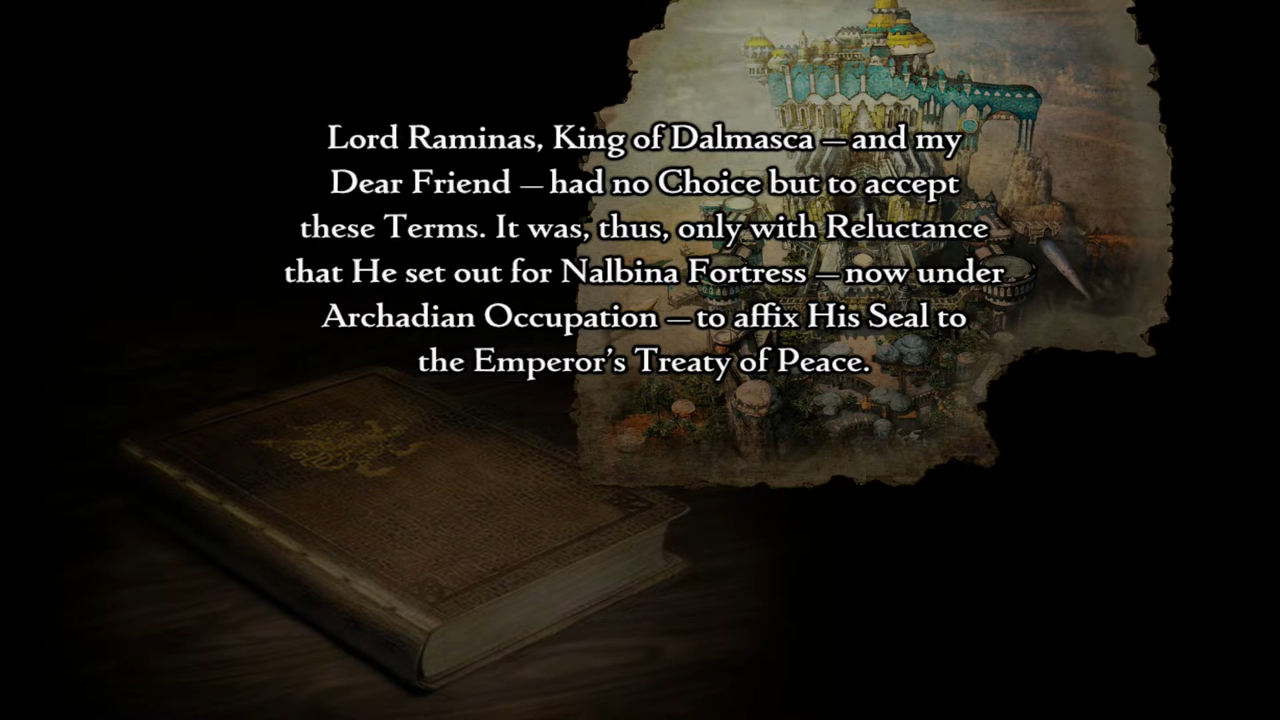 Lord Raminas, King of Dalmasca — and my
Dear Friend — had no Choice but to accept
these Terms. It was, thus, only with Reluctance
that He set out for Nalbina Fortress — now under
Archadian Occupation — to affix His Seal to
the Emperor’s Treaty of Peace.